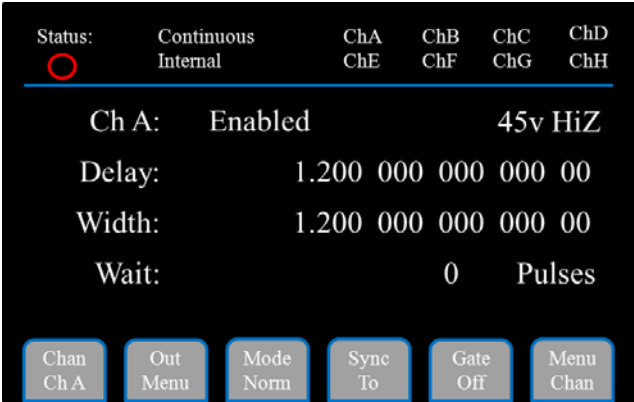 Status: Continuous ChA ChB ChC ChD
Internal ChE ChF ChG ChH
Ch A: Enabled 45v HiZ
Delay: 1.200 000 000 000 00
Width: 1.200 000 000 000 00
Wait: 0 Pulses
Chan Out Mode Sync Gate Menu
Ch A Menu Norm To Off Chan